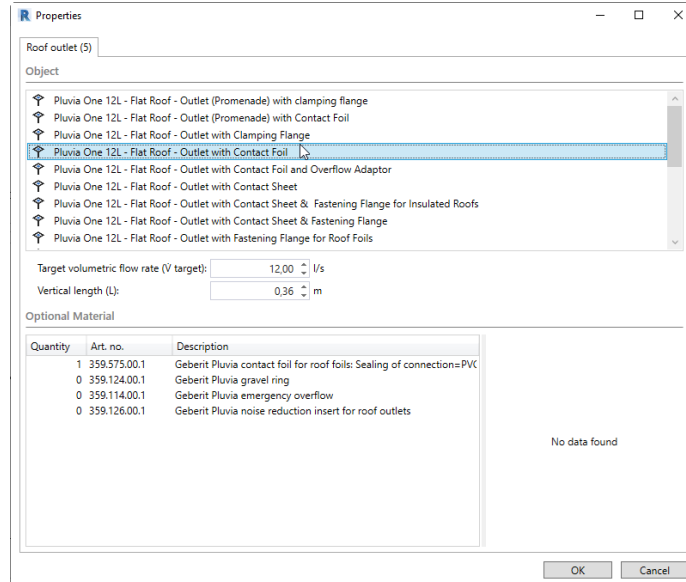 R Properties
Roof outlet (5)
Object
Pluvia One 12L - Flat Roof - Outlet (Promenade) with clamping flange
Pluvia One 12L - Flat Roof - Outlet (Promenade) with Contact Foil
Pluvia One 12L - Flat Roof - Outlet with Clamping Flange
Pluvia One 12L - Flat Roof - Outlet with Contact Foil
Pluvia One 12L - Flat Roof - Outlet with Contact Foil and Overflow Adaptor
Pluvia One 12L - Flat Roof - Outlet with Contact Sheet
Pluvia One 12L - Flat Roof - Outlet with Contact Sheet &  Fastening Flange for Insulated Roofs
Pluvia One 12L - Flat Roof - Outlet with Contact Sheet & Fastening Flange
Pluvia One 12L - Flat Roof - Outlet with Fastening Flange for Roof Foils
Target volumetric flow rate (V̇ target): 12,00 l/s
Vertical length (L): 0,36 m
Optional Material
Quantity Art. no. Description
1 359.575.00.1 Geberit Pluvia contact foil for roof foils: Sealing of connection=PVC
0 359.124.00.1 Geberit Pluvia gravel ring
0 359.114.00.1 Geberit Pluvia emergency overflow
0 359.126.00.1 Geberit Pluvia noise reduction insert for roof outlets
No data found
OK Cancel